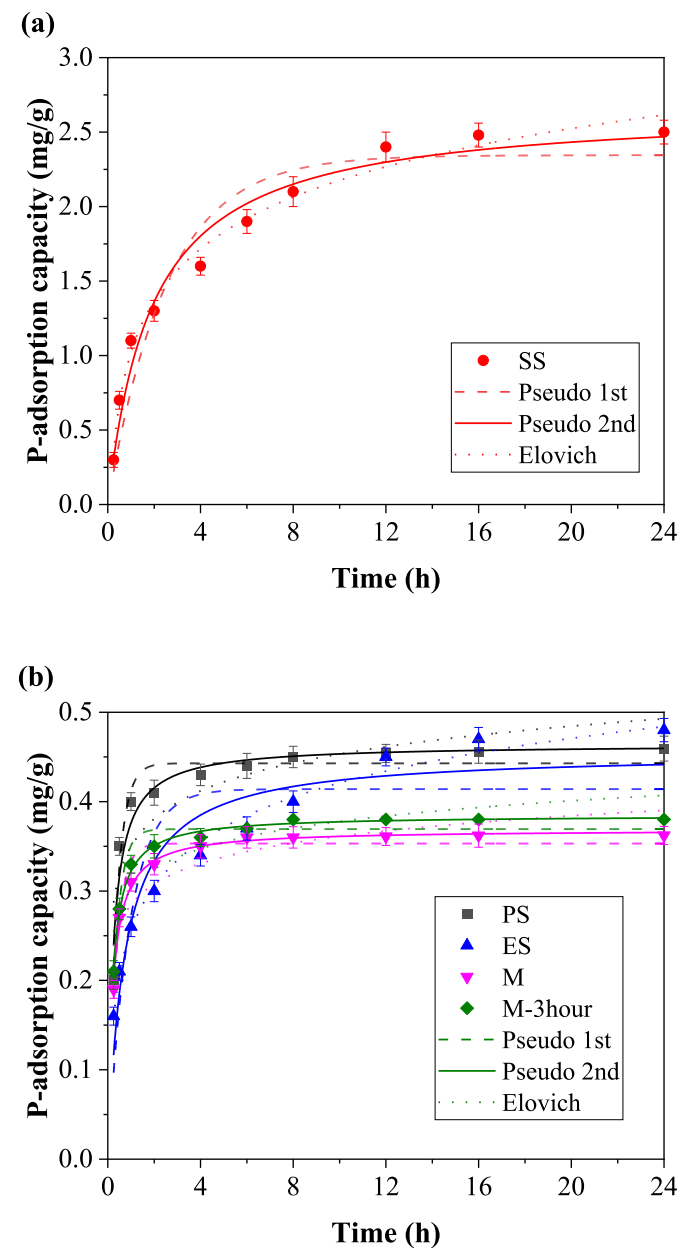 (a)
3.0
2.5
2.0
1.5
1.0
0.5
0.0
P-adsorption capacity (mg/g)
SS
Pseudo 1st
Pseudo 2nd
Elovich
0 4 8 12 16 20 24
Time (h)
(b)
0.5
0.4
0.3
0.2
0.1
0.0
P-adsorption capacity (mg/g)
PS
ES
M
M-3hour
Pseudo 1st
Pseudo 2nd
Elovich
0 4 8 12 16 20 24
Time (h)